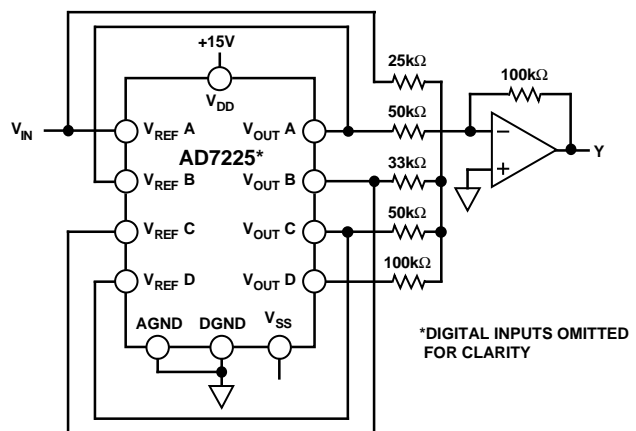 +15V
25kΩ
100kΩ
V_DD
50kΩ
V_IN
V_REF A
V_OUT A
−
AD7225*
+
Y
33kΩ
V_REF B
V_OUT B
50kΩ
V_REF C
V_OUT C
100kΩ
V_REF D
V_OUT D
AGND DGND V_SS
*DIGITAL INPUTS OMITTED
FOR CLARITY